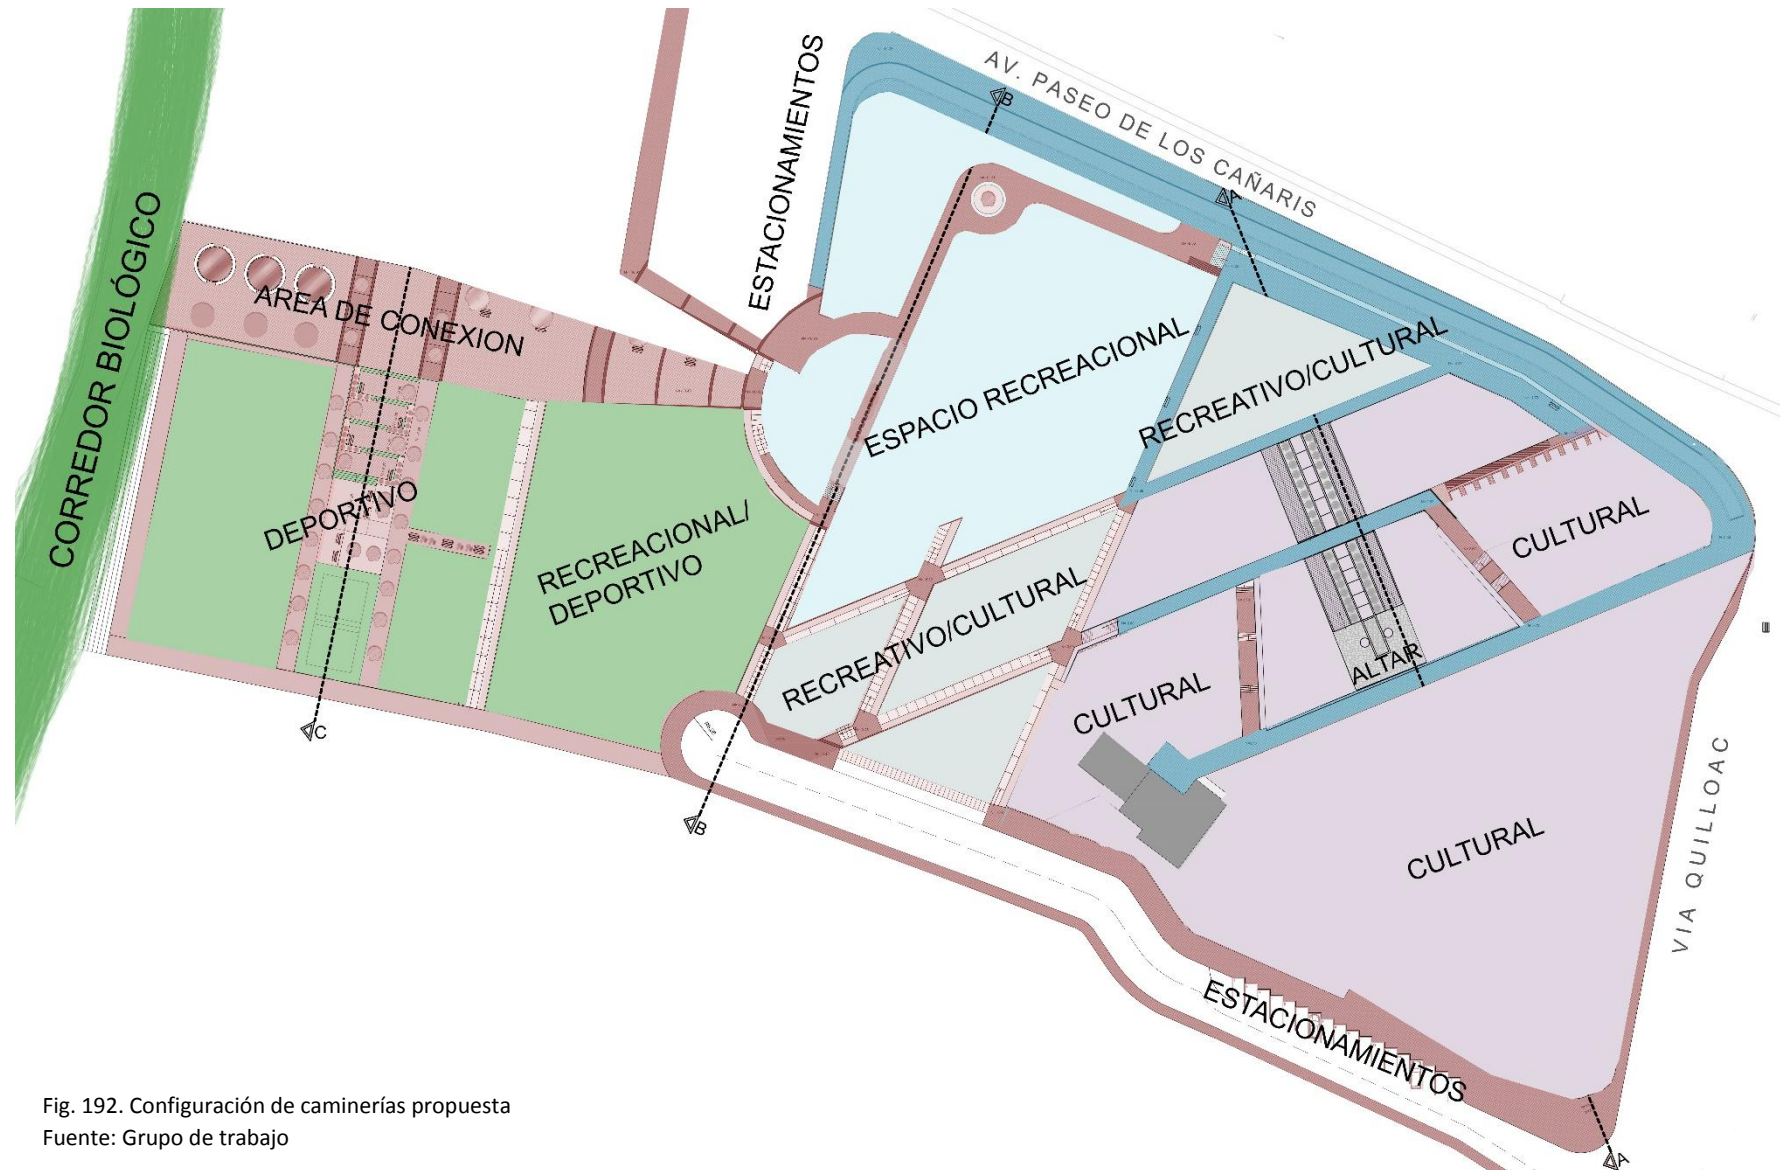 AV. PASEO DE LOS CAÑARIS
B
A
ESTACIONAMIENTOS
CORREDOR BIOLÓGICO
AREA DE CONEXION
ESPACIO RECREACIONAL
RECREATIVO/CULTURAL
DEPORTIVO
RECREACIONAL/
DEPORTIVO
CULTURAL
RECREATIVO/CULTURAL
ALTAR
CULTURAL
C
B
CULTURAL
VIA QUILLOAC
ESTACIONAMIENTOS
A
Fig. 192. Configuración de caminerías propuesta
Fuente: Grupo de trabajo